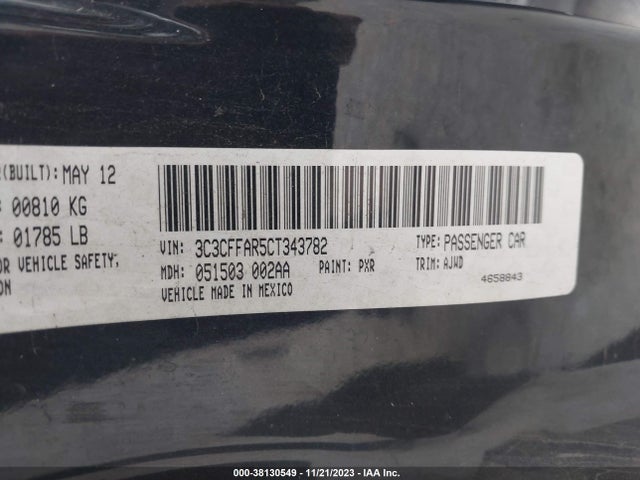 R(BUILT): MAY 12
: 00810 KG
: 01785 LB
OR VEHICLE SAFETY,
ON
VIN: 3C3CFFAR5CT343782
TYPE: PASSENGER CAR
MDH: 051503 002AA
PAINT: PXR
TRIM: AJWD
VEHICLE MADE IN MEXICO
4658843
000-38130549 - 11/21/2023 - IAA Inc.